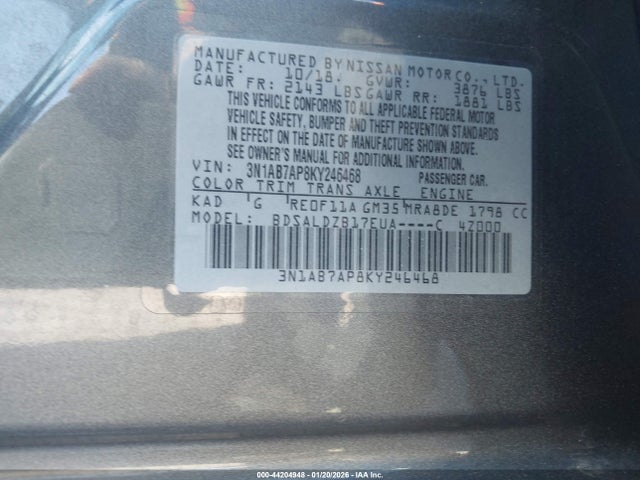 MANUFACTURED BY NISSAN MOTOR CO., LTD.
DATE: 10/18. GVWR: 3876 LBS
GAWR FR: 2143 LBS GAWR RR: 1881 LBS
THIS VEHICLE CONFORMS TO ALL APPLICABLE FEDERAL MOTOR
VEHICLE SAFETY, BUMPER AND THEFT PREVENTION STANDARDS
IN EFFECT ON THE DATE OF MANUFACTURE SHOWN ABOVE.
SEE OWNER'S MANUAL FOR ADDITIONAL INFORMATION.
VIN: 3N1AB7AP8KY246468 PASSENGER CAR.
COLOR TRIM TRANS AXLE ENGINE
KAD G RE0F11A GM35 MRA8DE 1798 CC
MODEL: BDSALDZB17EUA----C 4Z000
3N1AB7AP8KY246468
000-44204948 - 01/20/2026 - IAA Inc.